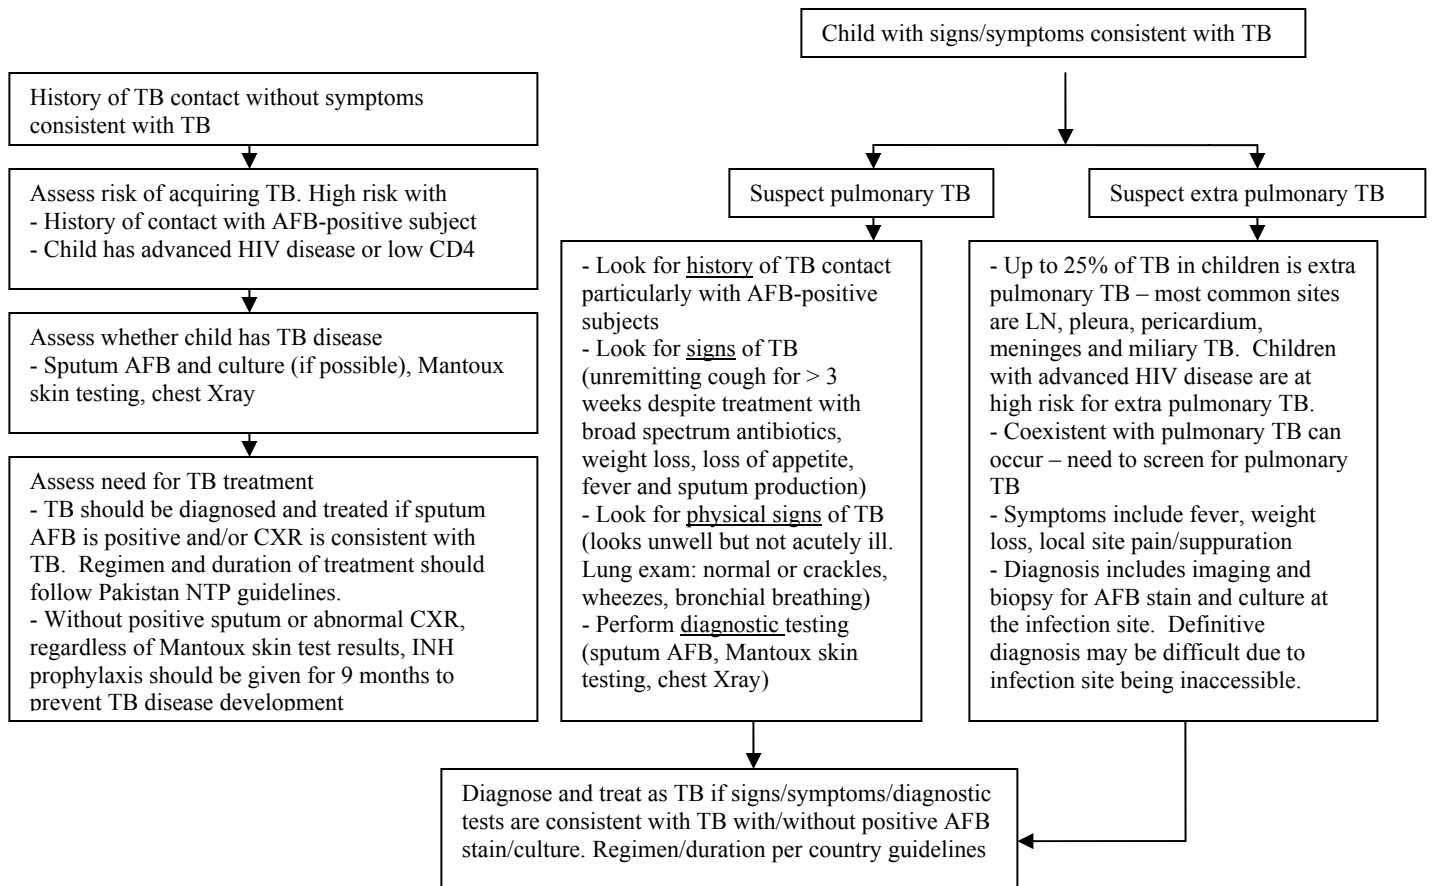 Child with signs/symptoms consistent with TB
History of TB contact without symptoms
consistent with TB
Assess risk of acquiring TB. High risk with
- History of contact with AFB-positive subject
- Child has advanced HIV disease or low CD4
Assess whether child has TB disease
- Sputum AFB and culture (if possible), Mantoux
skin testing, chest Xray
Assess need for TB treatment
- TB should be diagnosed and treated if sputum
AFB is positive and/or CXR is consistent with
TB. Regimen and duration of treatment should
follow Pakistan NTP guidelines.
- Without positive sputum or abnormal CXR,
regardless of Mantoux skin test results, INH
prophylaxis should be given for 9 months to
prevent TB disease development
Suspect pulmonary TB
- Look for history of TB contact
particularly with AFB-positive
subjects
- Look for signs of TB
(unremitting cough for > 3
weeks despite treatment with
broad spectrum antibiotics,
weight loss, loss of appetite,
fever and sputum production)
- Look for physical signs of TB
(looks unwell but not acutely ill.
Lung exam: normal or crackles,
wheezes, bronchial breathing)
- Perform diagnostic testing
(sputum AFB, Mantoux skin
testing, chest Xray)
Suspect extra pulmonary TB
- Up to 25% of TB in children is extra
pulmonary TB – most common sites
are LN, pleura, pericardium,
meninges and miliary TB. Children
with advanced HIV disease are at
high risk for extra pulmonary TB.
- Coexistent with pulmonary TB can
occur – need to screen for pulmonary
TB
- Symptoms include fever, weight
loss, local site pain/suppuration
- Diagnosis includes imaging and
biopsy for AFB stain and culture at
the infection site. Definitive
diagnosis may be difficult due to
infection site being inaccessible.
Diagnose and treat as TB if signs/symptoms/diagnostic
tests are consistent with TB with/without positive AFB
stain/culture. Regimen/duration per country guidelines